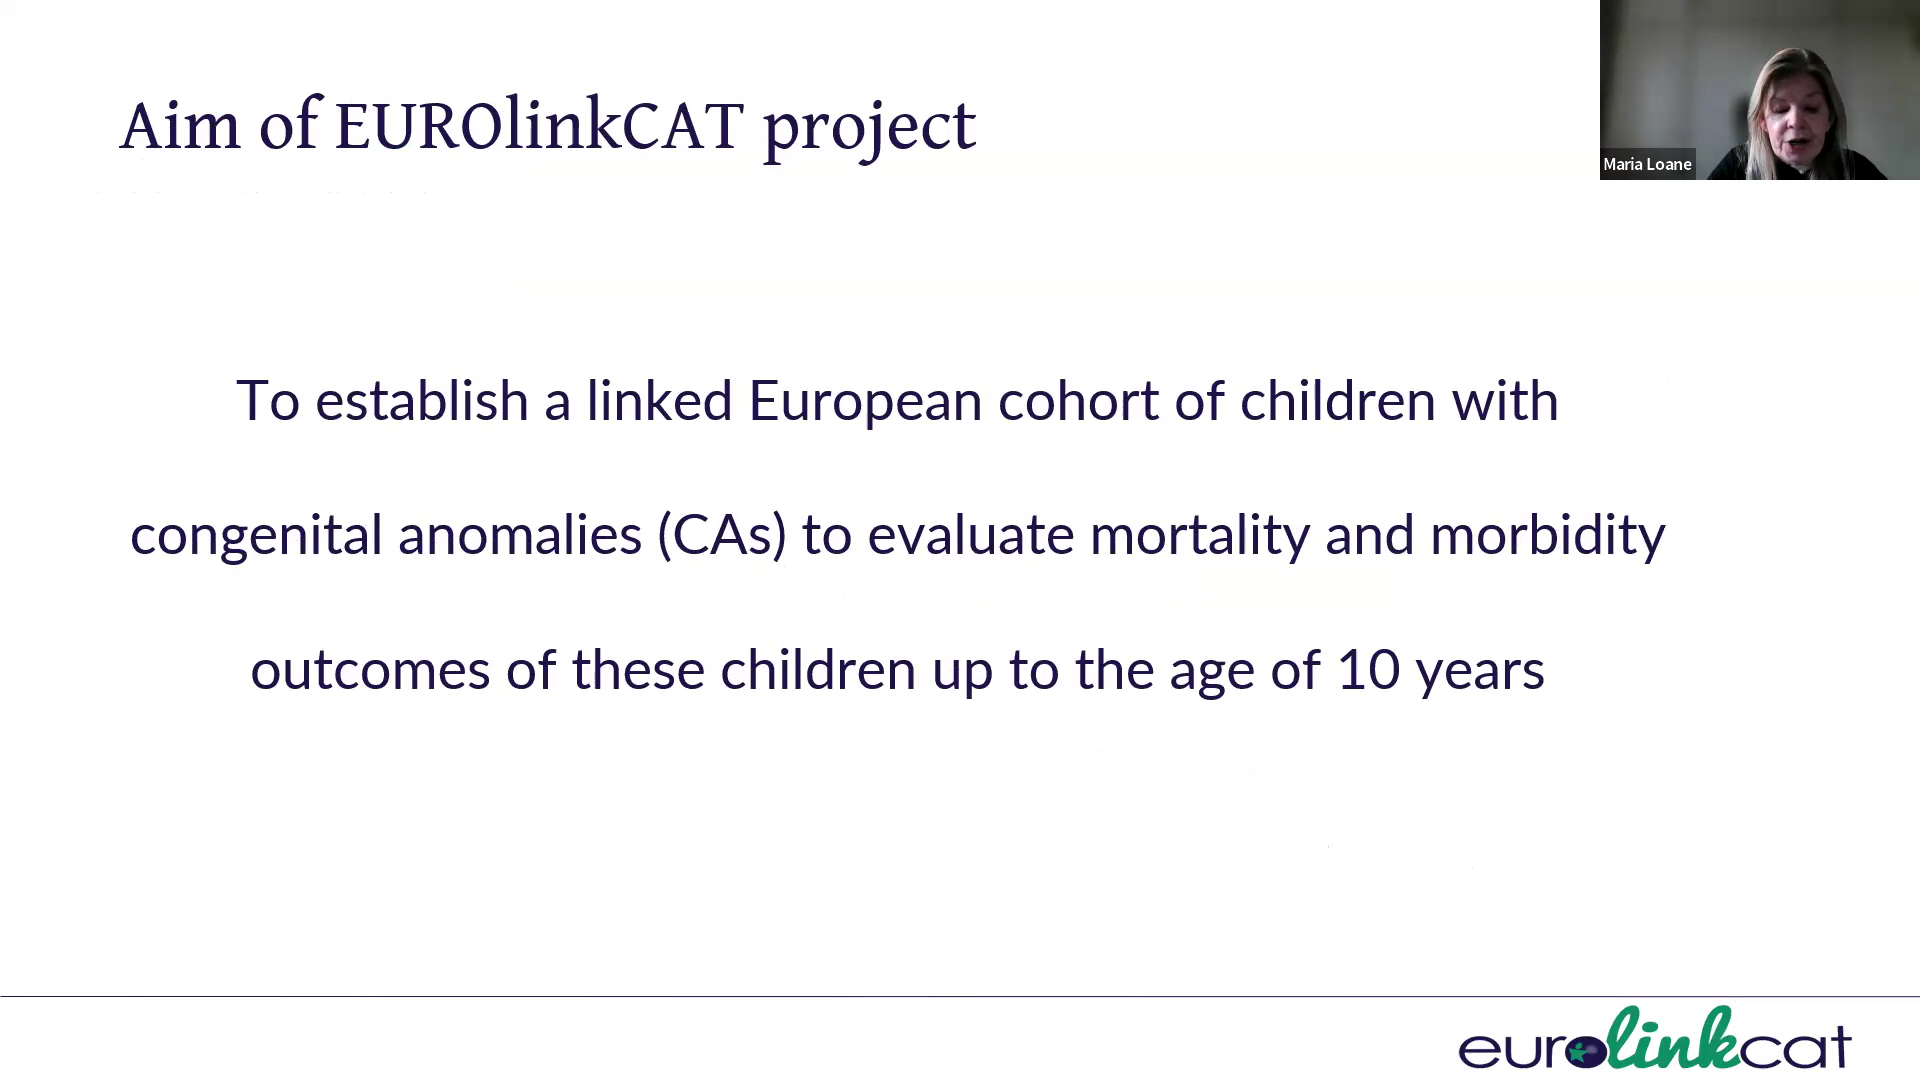 Aim of EUROlinkCAT project
Maria Loane
To establish a linked European cohort of children with
congenital anomalies (CAs) to evaluate mortality and morbidity
outcomes of these children up to the age of 10 years
eurolinkcat